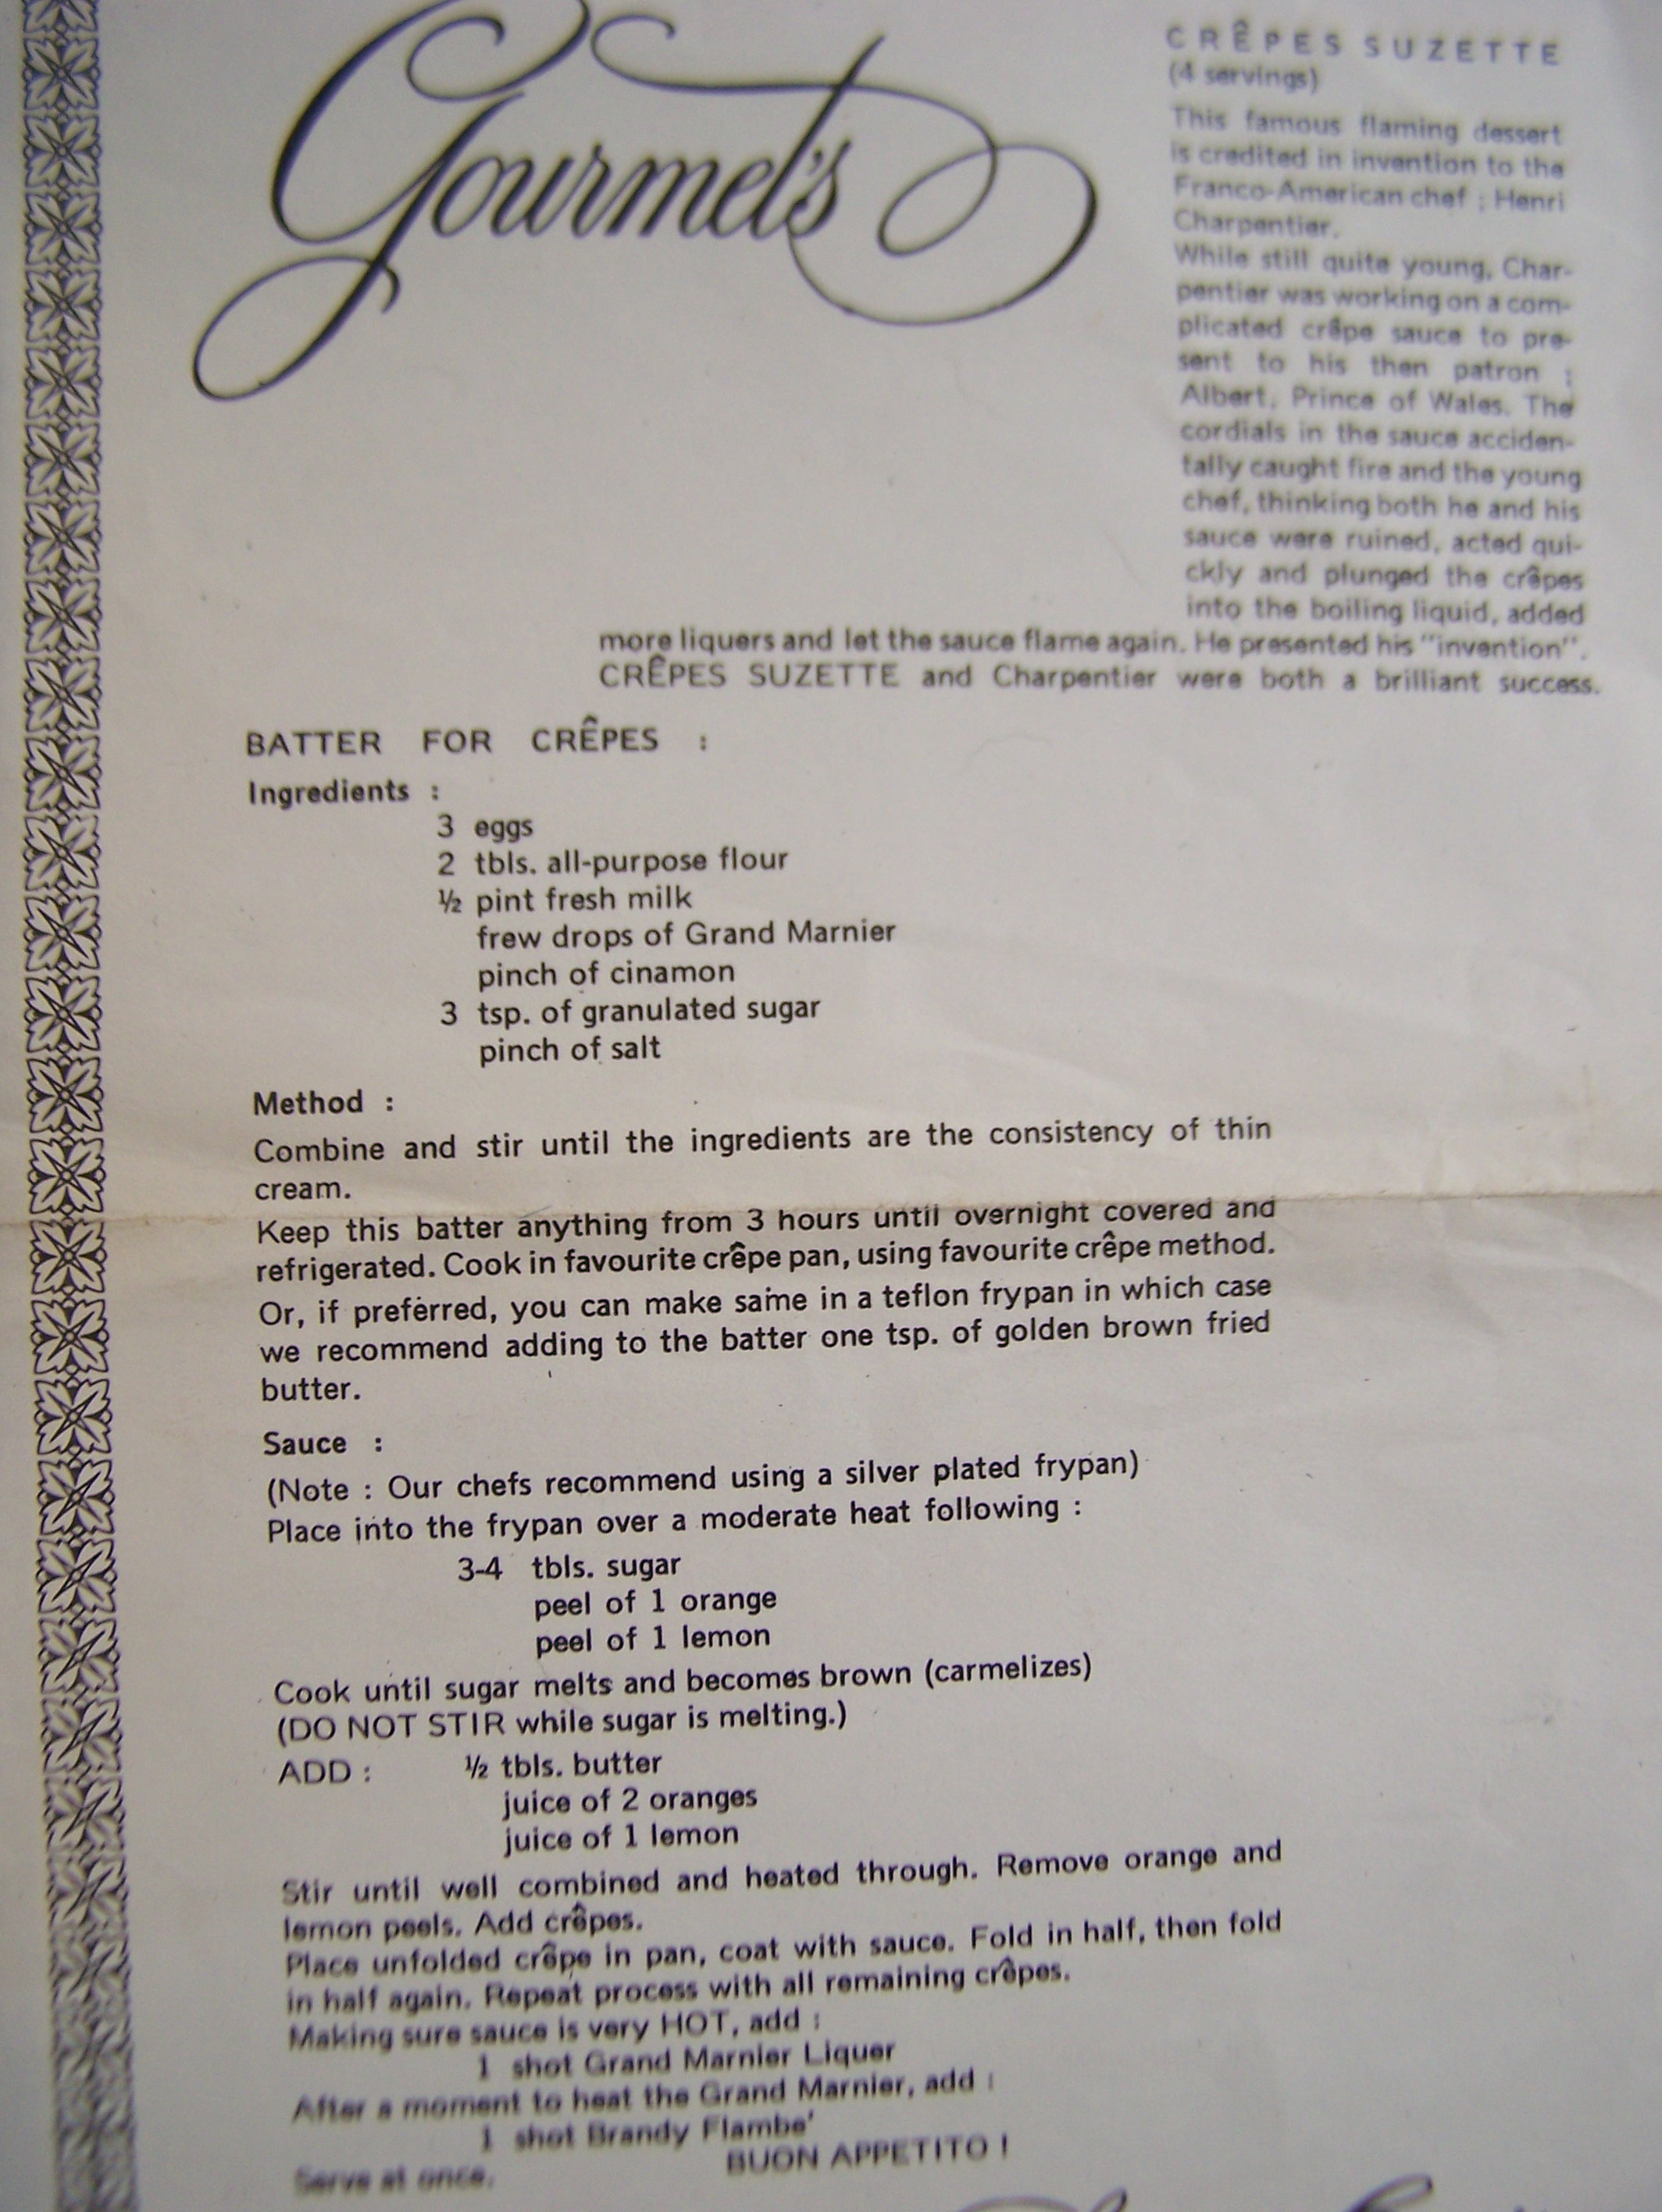 Gourmet's
CRÊPES SUZETTE
(4 servings)
This famous flaming dessert
is credited in invention to the
Franco-American chef : Henri
Charpentier.
While still quite young, Char-
pentier was working on a com-
plicated crêpe sauce to pre-
sent to his then patron :
Albert, Prince of Wales. The
cordials in the sauce acciden-
tally caught fire and the young
chef, thinking both he and his
sauce were ruined, acted qui-
ckly and plunged the crêpes
into the boiling liquid, added
more liquers and let the sauce flame again. He presented his "invention".
CRÊPES SUZETTE and Charpentier were both a brilliant success.
BATTER FOR CRÊPES :
Ingredients :
3 eggs
2 tbls. all-purpose flour
½ pint fresh milk
frew drops of Grand Marnier
pinch of cinamon
3 tsp. of granulated sugar
pinch of salt
Method :
Combine and stir until the ingredients are the consistency of thin
cream.
Keep this batter anything from 3 hours until overnight covered and
refrigerated. Cook in favourite crêpe pan, using favourite crêpe method.
Or, if preferred, you can make same in a teflon frypan in which case
we recommend adding to the batter one tsp. of golden brown fried
butter.
Sauce :
(Note : Our chefs recommend using a silver plated frypan)
Place into the frypan over a moderate heat following :
3-4 tbls. sugar
peel of 1 orange
peel of 1 lemon
Cook until sugar melts and becomes brown (carmelizes)
(DO NOT STIR while sugar is melting.)
ADD : ½ tbls. butter
juice of 2 oranges
juice of 1 lemon
Stir until well combined and heated through. Remove orange and
lemon peels. Add crêpes.
Place unfolded crêpe in pan, coat with sauce. Fold in half, then fold
in half again. Repeat process with all remaining crêpes.
Making sure sauce is very HOT, add :
1 shot Grand Marnier Liquer
After a moment to heat the Grand Marnier, add :
1 shot Brandy Flambe'
BUON APPETITO !
Serve at once.